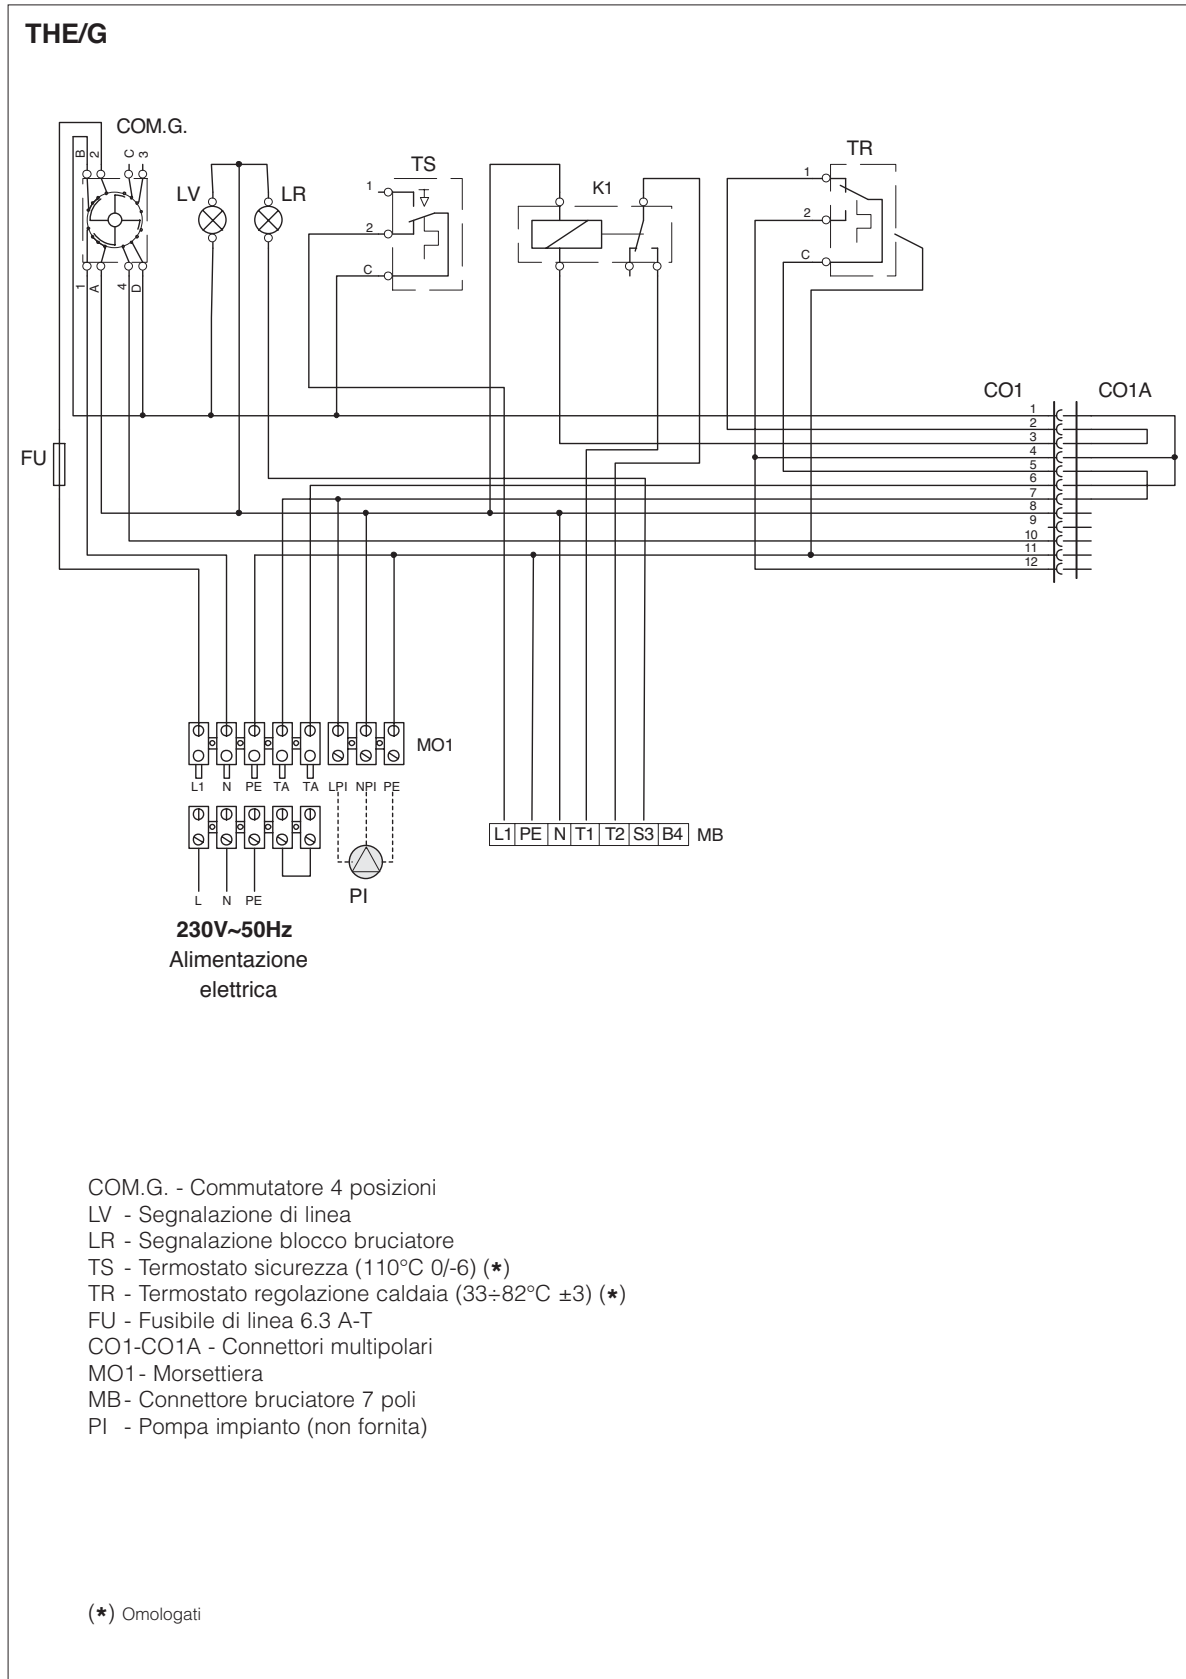 THE/G
COM.G.
B 2 C 3
LV LR
TS
1
2
C
K1
TR
1
2
C
1 A 4 D
FU
CO1 CO1A
1
2
3
4
5
6
7
8
9
10
11
12
MO1
L1 N PE TA TA LPI NPI PE
L1 PE N T1 T2 S3 B4 MB
L N PE
PI
230V~50Hz
Alimentazione
elettrica
COM.G. - Commutatore 4 posizioni
LV - Segnalazione di linea
LR - Segnalazione blocco bruciatore
TS - Termostato sicurezza (110°C 0/-6) (*)
TR - Termostato regolazione caldaia (33÷82°C ±3) (*)
FU - Fusibile di linea 6.3 A-T
CO1-CO1A - Connettori multipolari
MO1 - Morsettiera
MB - Connettore bruciatore 7 poli
PI - Pompa impianto (non fornita)
(*) Omologati